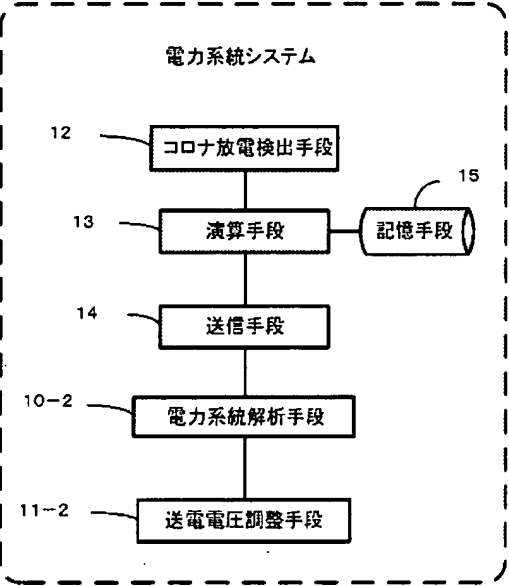 電力系統システム
12
コロナ放電検出手段
15
13
演算手段
記憶手段
14
送信手段
10-2
電力系統解析手段
11-2
送電電圧調整手段